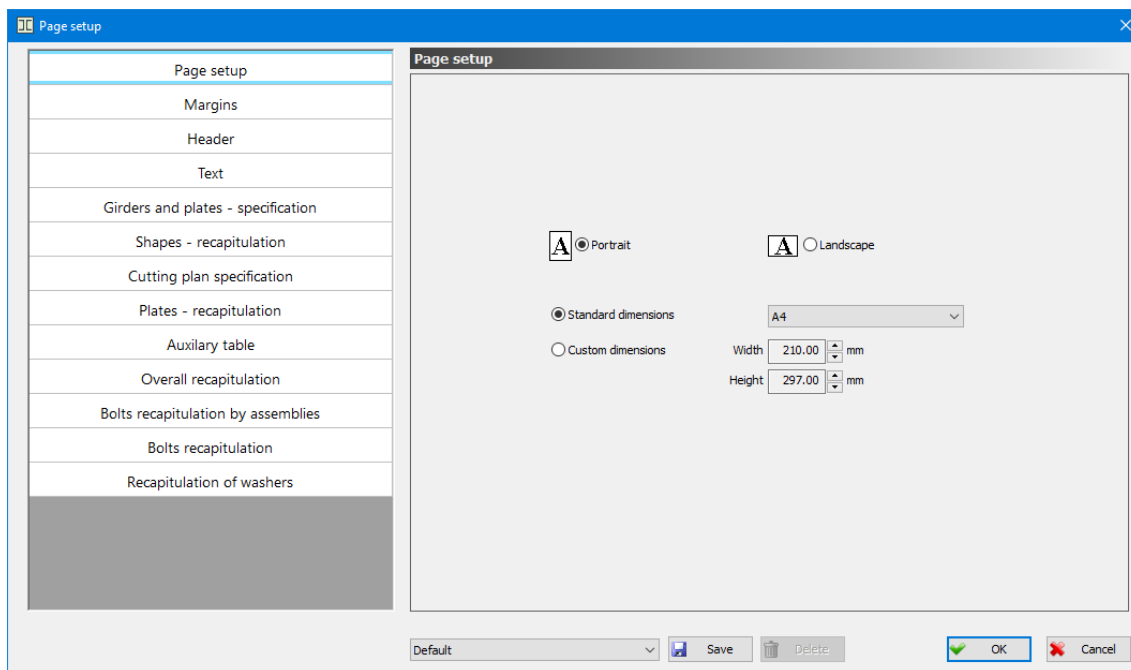 Page setup
Page setup
Margins
Header
Text
Girders and plates - specification
Shapes - recapitulation
Cutting plan specification
Plates - recapitulation
Auxilary table
Overall recapitulation
Bolts recapitulation by assemblies
Bolts recapitulation
Recapitulation of washers
Page setup
A Portrait
A Landscape
Standard dimensions
A4
Custom dimensions
Width 210.00 mm
Height 297.00 mm
Default
Save
Delete
OK
Cancel